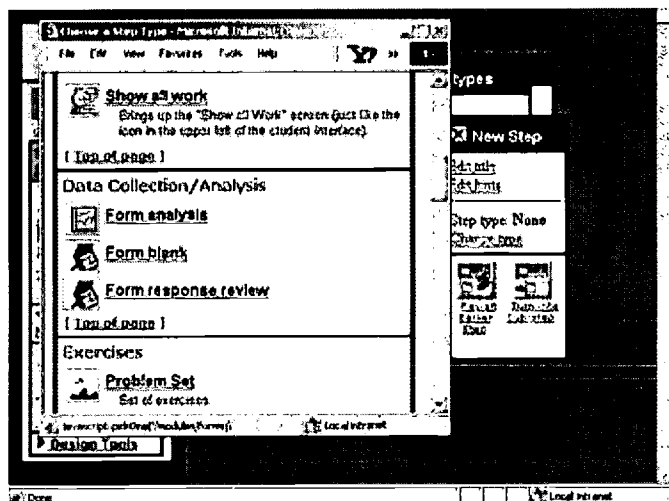 Choose a Step Type - Microsoft Internet
File Edit View Favorites Tools Help
Show all work
Brings up the "Show all Work" screen (just like the
icon in the upper left of the student interface).
[ Top of page ]
Data Collection/Analysis
Form analysis
Form blank
Form response review
[ Top of page ]
Exercises
Problem Set
Set of exercises
Local intranet
Design Tools
types
New Step
Edit title
Edit hints
Step type: None
Change type
Done
Local intranet